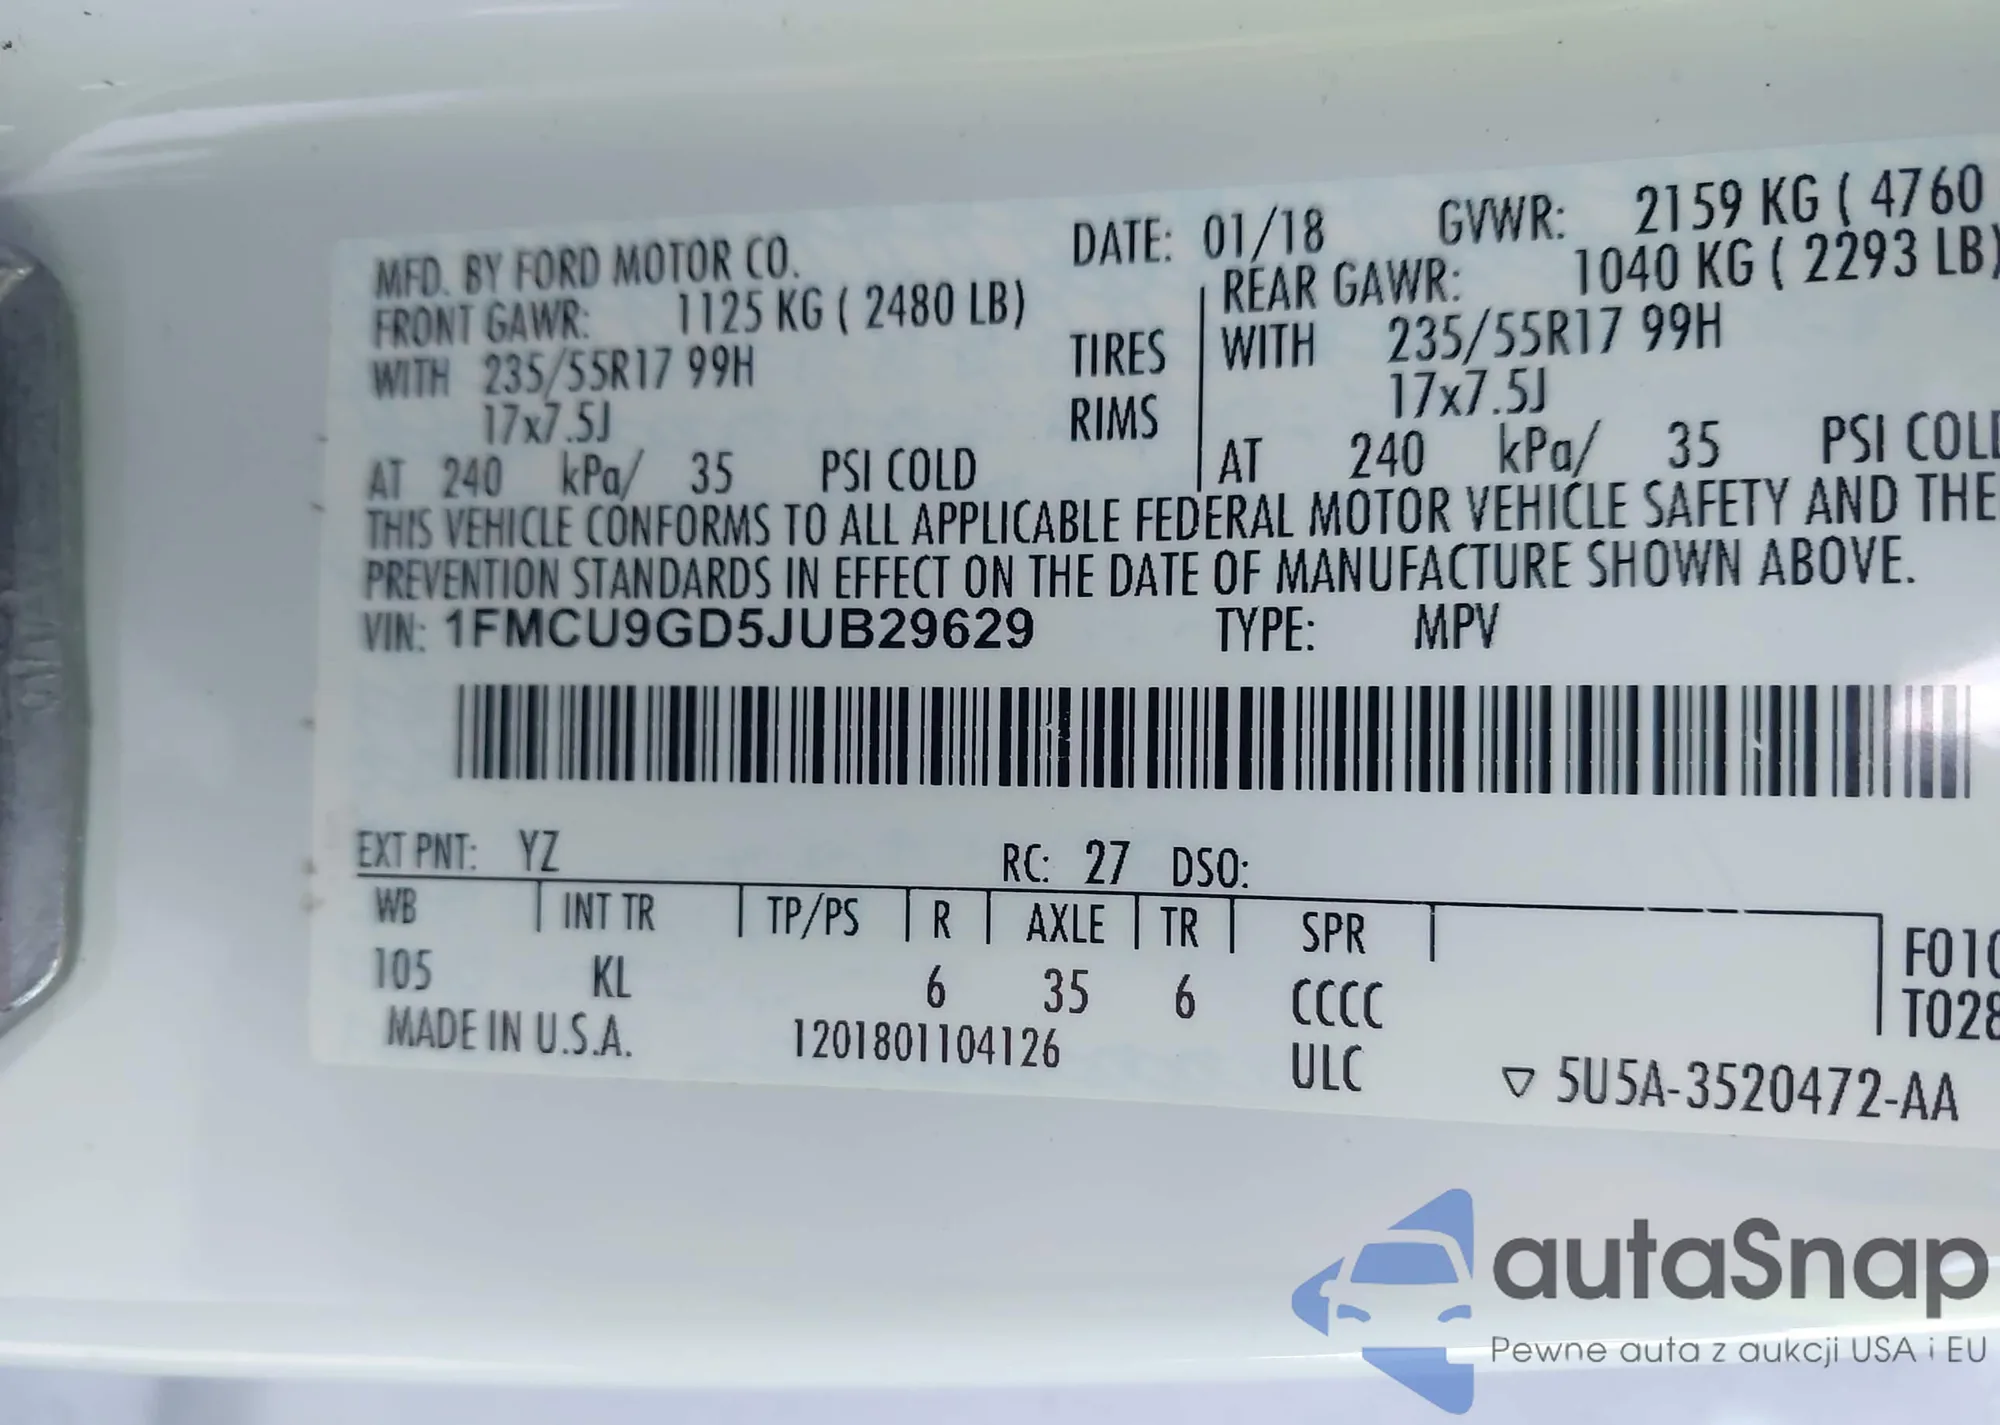 MFD. BY FORD MOTOR CO. DATE: 01/18 GVWR: 2159 KG ( 4760
FRONT GAWR: 1125 KG ( 2480 LB) REAR GAWR: 1040 KG ( 2293 LB)
WITH 235/55R17 99H TIRES WITH 235/55R17 99H
17x7.5J RIMS 17x7.5J
AT 240 kPa/ 35 PSI COLD AT 240 kPa/ 35 PSI COLD
THIS VEHICLE CONFORMS TO ALL APPLICABLE FEDERAL MOTOR VEHICLE SAFETY AND THE
PREVENTION STANDARDS IN EFFECT ON THE DATE OF MANUFACTURE SHOWN ABOVE.
VIN: 1FMCU9GD5JUB29629 TYPE: MPV
EXT PNT: YZ RC: 27 DSO:
WB INT TR TP/PS R AXLE TR SPR
105 KL 6 35 6 CCCC
F010
T028
MADE IN U.S.A. 1201801104126 ULC
▽ 5U5A-3520472-AA
autaSnap
Pewne auta z aukcji USA i EU